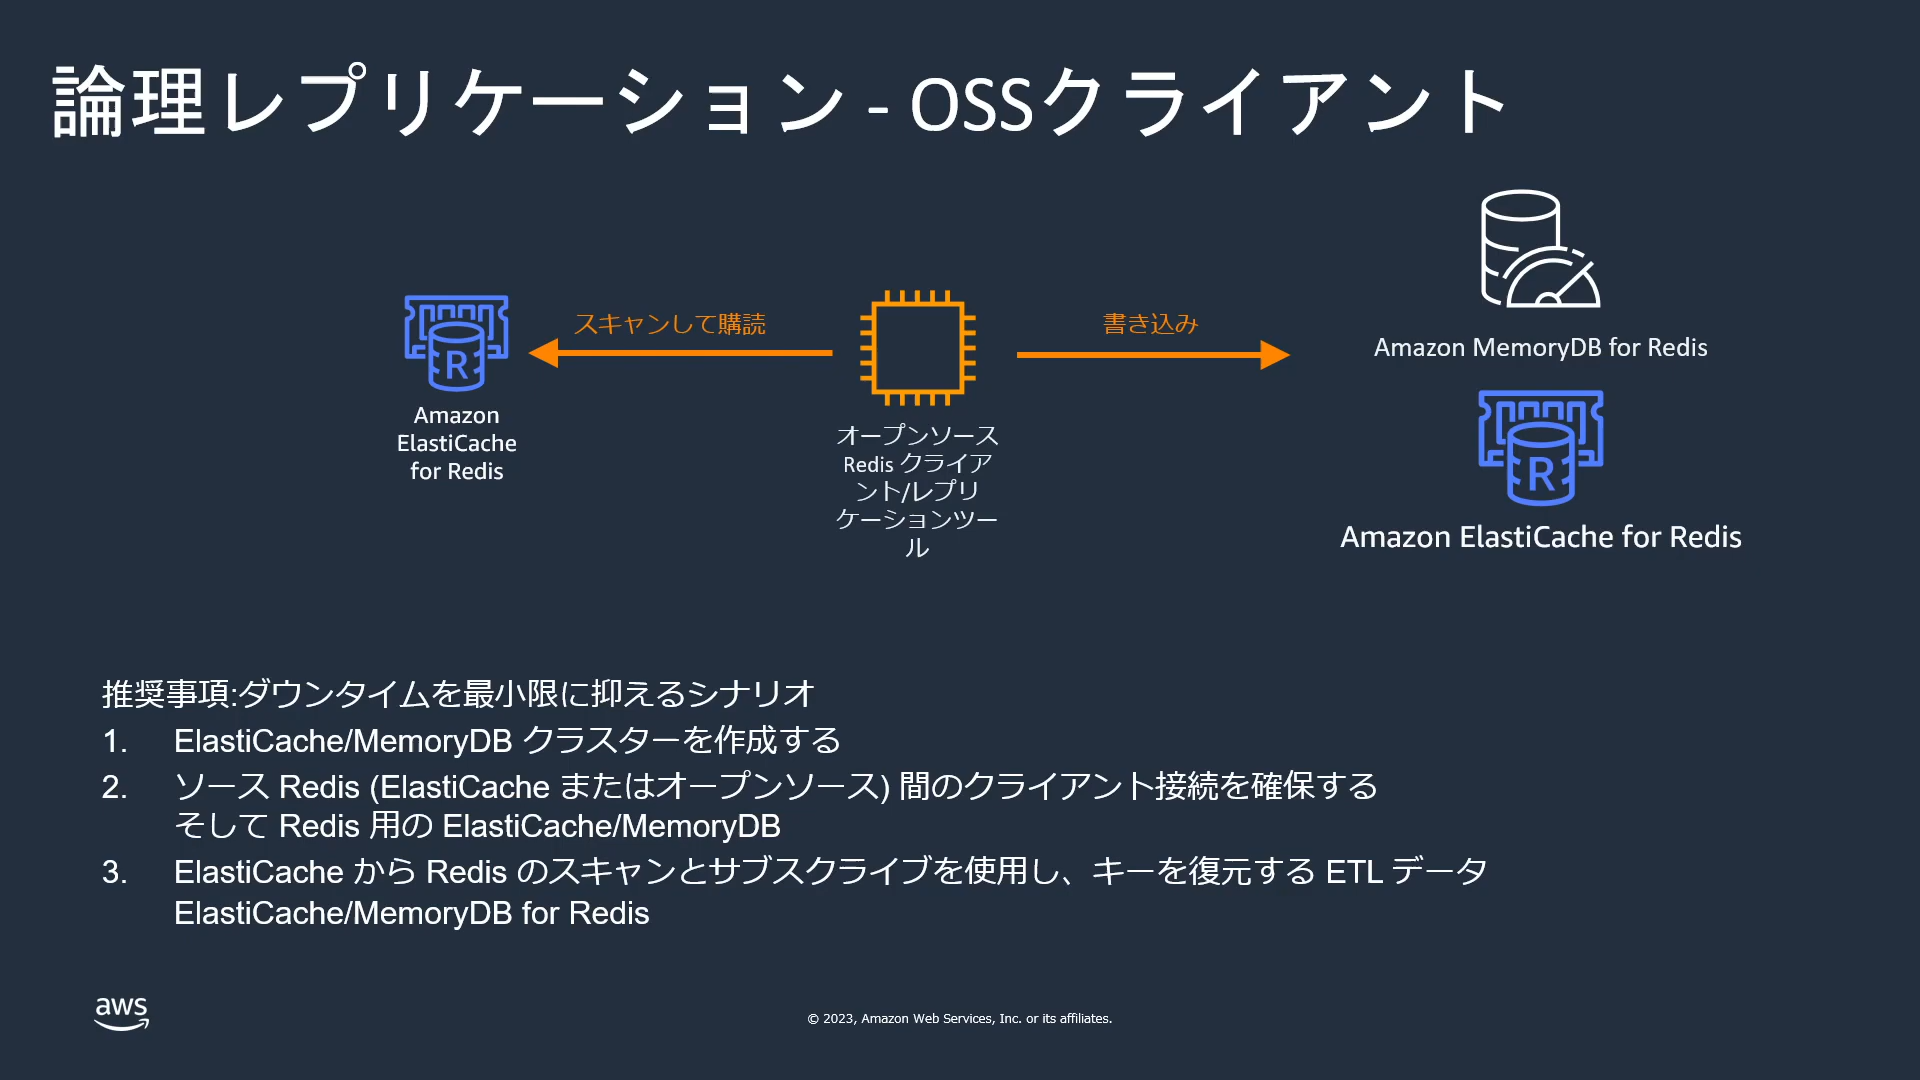 論理レプリケーション - OSSクライアント
スキャンして購読
書き込み
Amazon MemoryDB for Redis
R
Amazon
ElastiCache
for Redis
オープンソース
Redis クライア
ント/レプリ
ケーションツー
ル
R
Amazon ElastiCache for Redis
推奨事項:ダウンタイムを最小限に抑えるシナリオ
1. ElastiCache/MemoryDB クラスターを作成する
2. ソース Redis (ElastiCache またはオープンソース) 間のクライアント接続を確保する
そして Redis 用の ElastiCache/MemoryDB
3. ElastiCache から Redis のスキャンとサブスクライブを使用し、キーを復元する ETL データ
ElastiCache/MemoryDB for Redis
aws
© 2023, Amazon Web Services, Inc. or its affiliates.